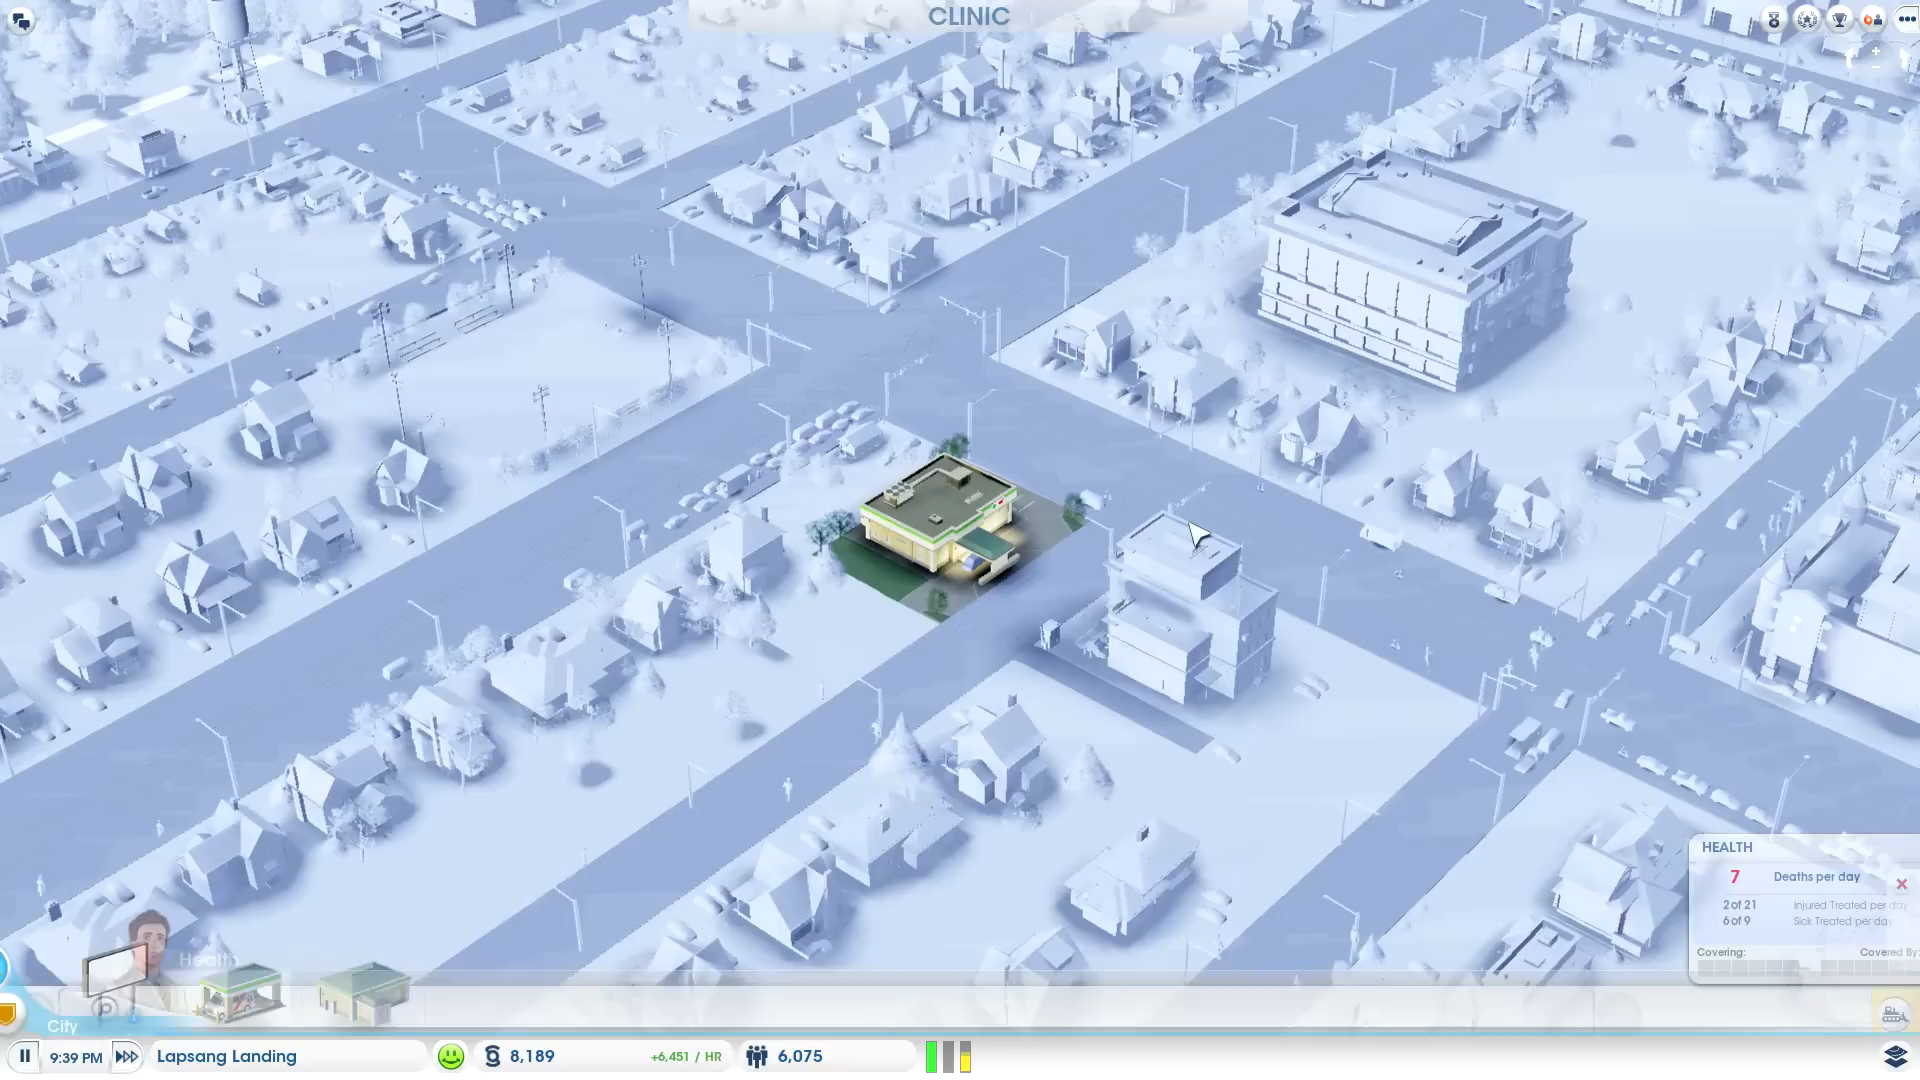 CLINIC
HEALTH
7 Deaths per day
2 of 21 Injured Treated per day
6 of 9 Sick Treated per day
Covering: Covered By:
Health
City
9:39 PM Lapsang Landing 8,189 +6,451 / HR 6,075